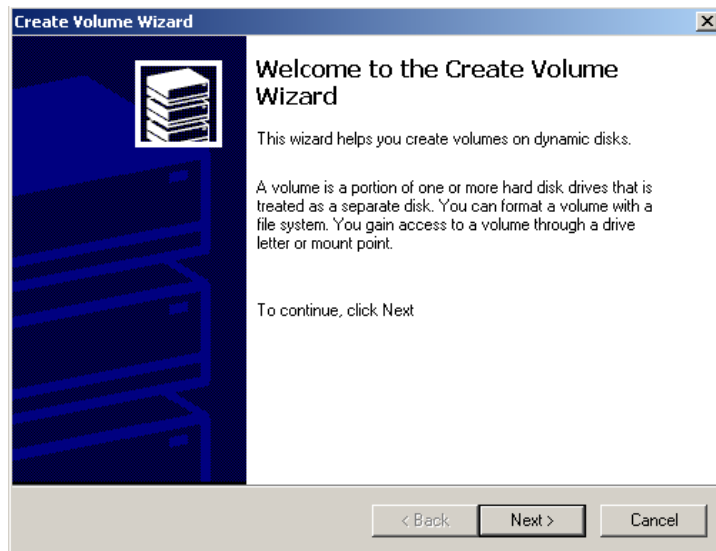 Create Volume Wizard
Welcome to the Create Volume
Wizard
This wizard helps you create volumes on dynamic disks.
A volume is a portion of one or more hard disk drives that is
treated as a separate disk. You can format a volume with a
file system. You gain access to a volume through a drive
letter or mount point.
To continue, click Next
< Back
Next >
Cancel